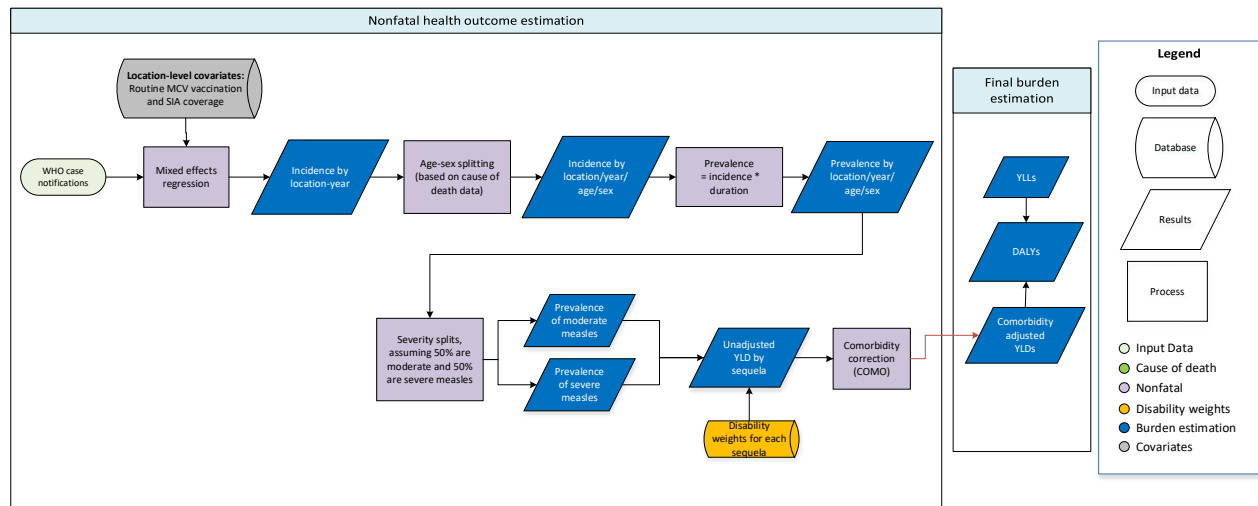 Nonfatal health outcome estimation
Location-level covariates:
Routine MCV vaccination
and SIA coverage
WHO case
notifications
Mixed effects
regression
Incidence by
location-year
Age-sex splitting
(based on cause of
death data)
Incidence by
location/year/
age/sex
Prevalence
= incidence *
duration
Prevalence by
location/year/
age/sex
Severity splits,
assuming 50% are
moderate and 50%
are severe measles
Prevalence
of moderate
measles
Prevalence
of severe
measles
Unadjusted
YLD by
sequela
Disability
weights for each
sequela
Comorbidity
correction
(COMO)
Final burden
estimation
YLLs
DALYs
Comorbidity
adjusted
YLDs
Legend
Input data
Database
Results
Process
Input Data
Cause of death
Nonfatal
Disability weights
Burden estimation
Covariates